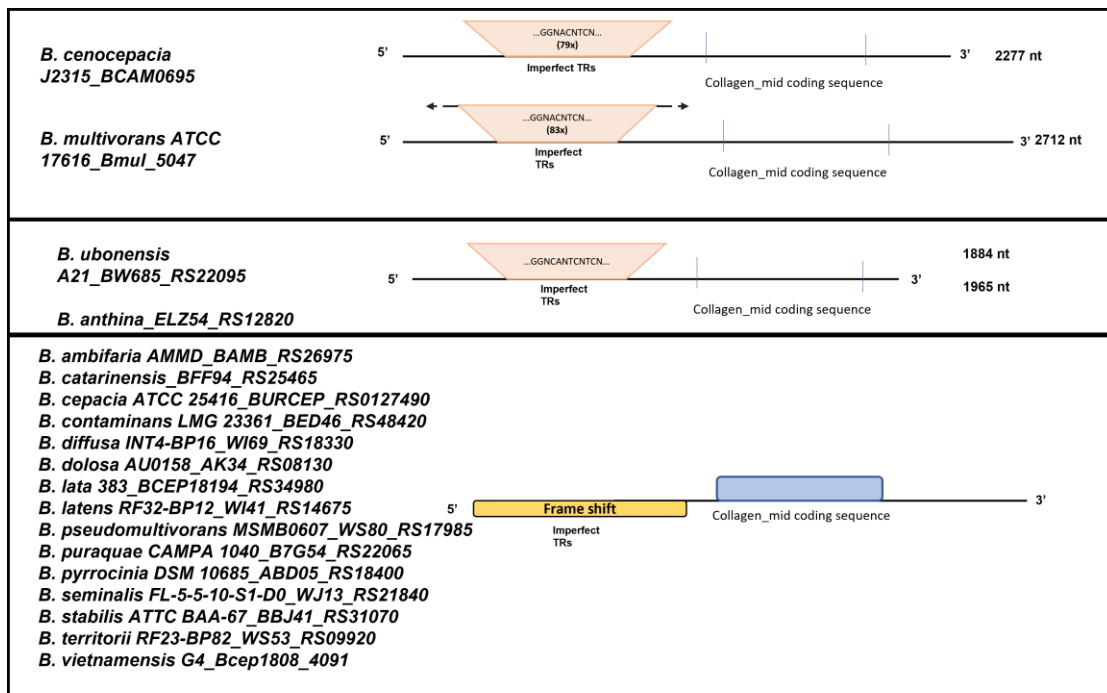 B. cenocepacia
J2315_BCAM0695
5’
...GGNACNTCN...
(79x)
Imperfect TRs
Collagen_mid coding sequence
3’
2277 nt
B. multivorans ATCC
17616_Bmul_5047
5’
...GGNACNTCN...
(83x)
Imperfect
TRs
Collagen_mid coding sequence
3’
2712 nt
B. ubonensis
A21_BW685_RS22095
B. anthina_ELZ54_RS12820
5’
...GGNCANTCNTCN...
Imperfect
TRs
Collagen_mid coding sequence
3’
1884 nt
1965 nt
B. ambifaria AMMD_BAMB_RS26975
B. catarinensis_BFF94_RS25465
B. cepacia ATCC 25416_BURCEP_RS0127490
B. contaminans LMG 23361_BED46_RS48420
B. diffusa INT4-BP16_WI69_RS18330
B. dolosa AU0158_AK34_RS08130
B. lata 383_BCEP18194_RS34980
B. latens RF32-BP12_WI41_RS14675
B. pseudomultivorans MSMB0607_WS80_RS17985
B. puraquae CAMPA 1040_B7G54_RS22065
B. pyrrocinia DSM 10685_ABD05_RS18400
B. seminalis FL-5-5-10-S1-D0_WJ13_RS21840
B. stabilis ATTC BAA-67_BBJ41_RS31070
B. territorii RF23-BP82_WS53_RS09920
B. vietnamensis G4_Bcep1808_4091
5’
Frame shift
Imperfect
TRs
Collagen_mid coding sequence
3’